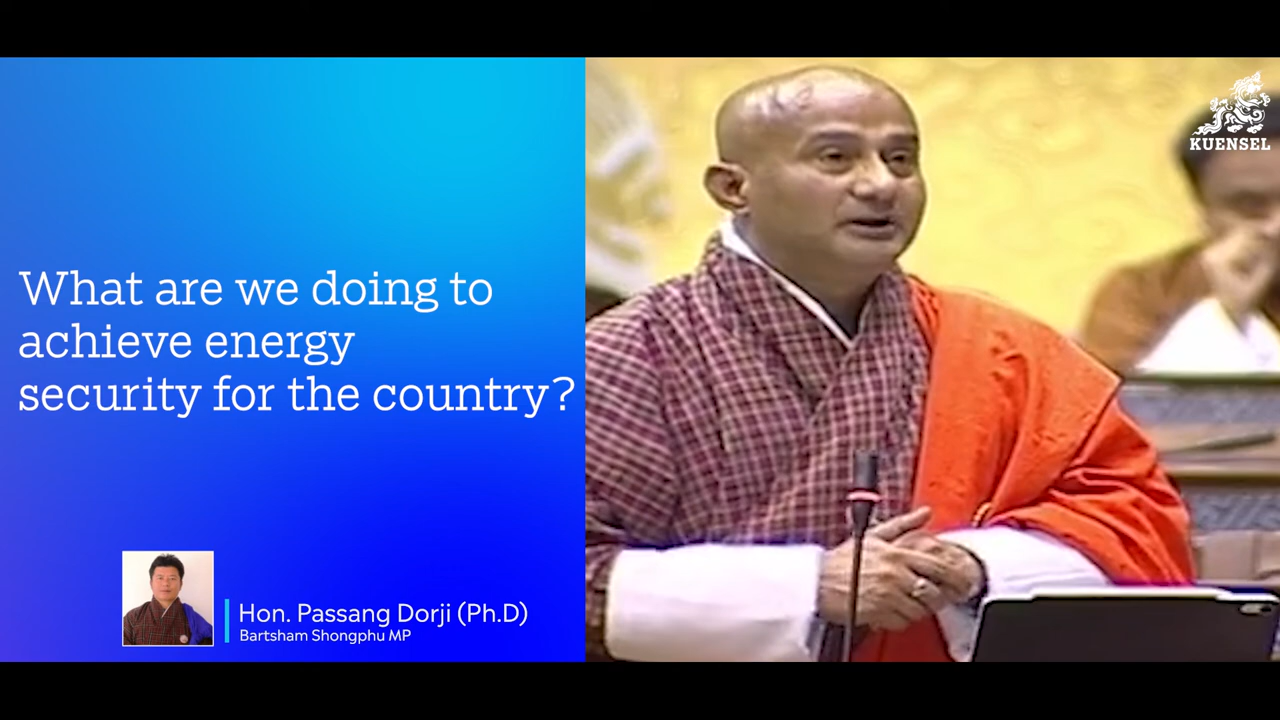 What are we doing to
achieve energy
security for the country?
Hon. Passang Dorji (Ph.D)
Bartsham Shongphu MP
KUENSEL